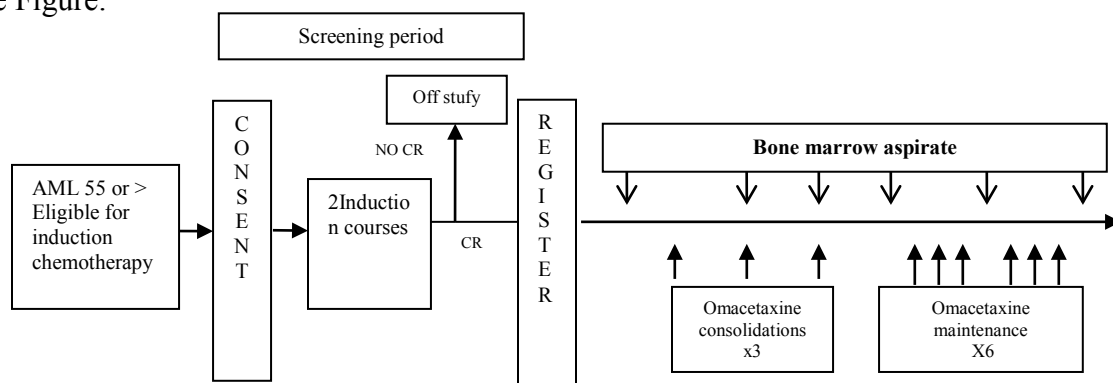 e Figure.
Screening period
Off stufy
C
O
N
S
E
N
T
R
E
G
I
S
T
E
R
Bone marrow aspirate
NO CR
AML 55 or >
Eligible for
induction
chemotherapy
2Inductio
n courses
CR
Omacetaxine
consolidations
x3
Omacetaxine
maintenance
X6